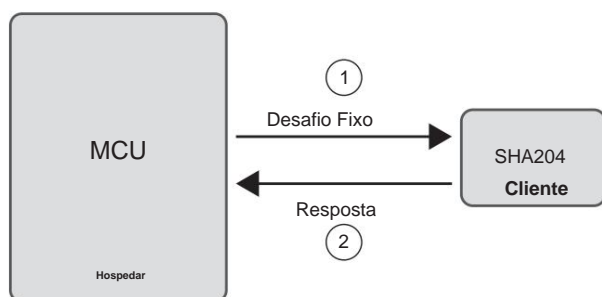 1
Desafio Fixo
MCU
SHA204
Cliente
Resposta
2
Hospedar